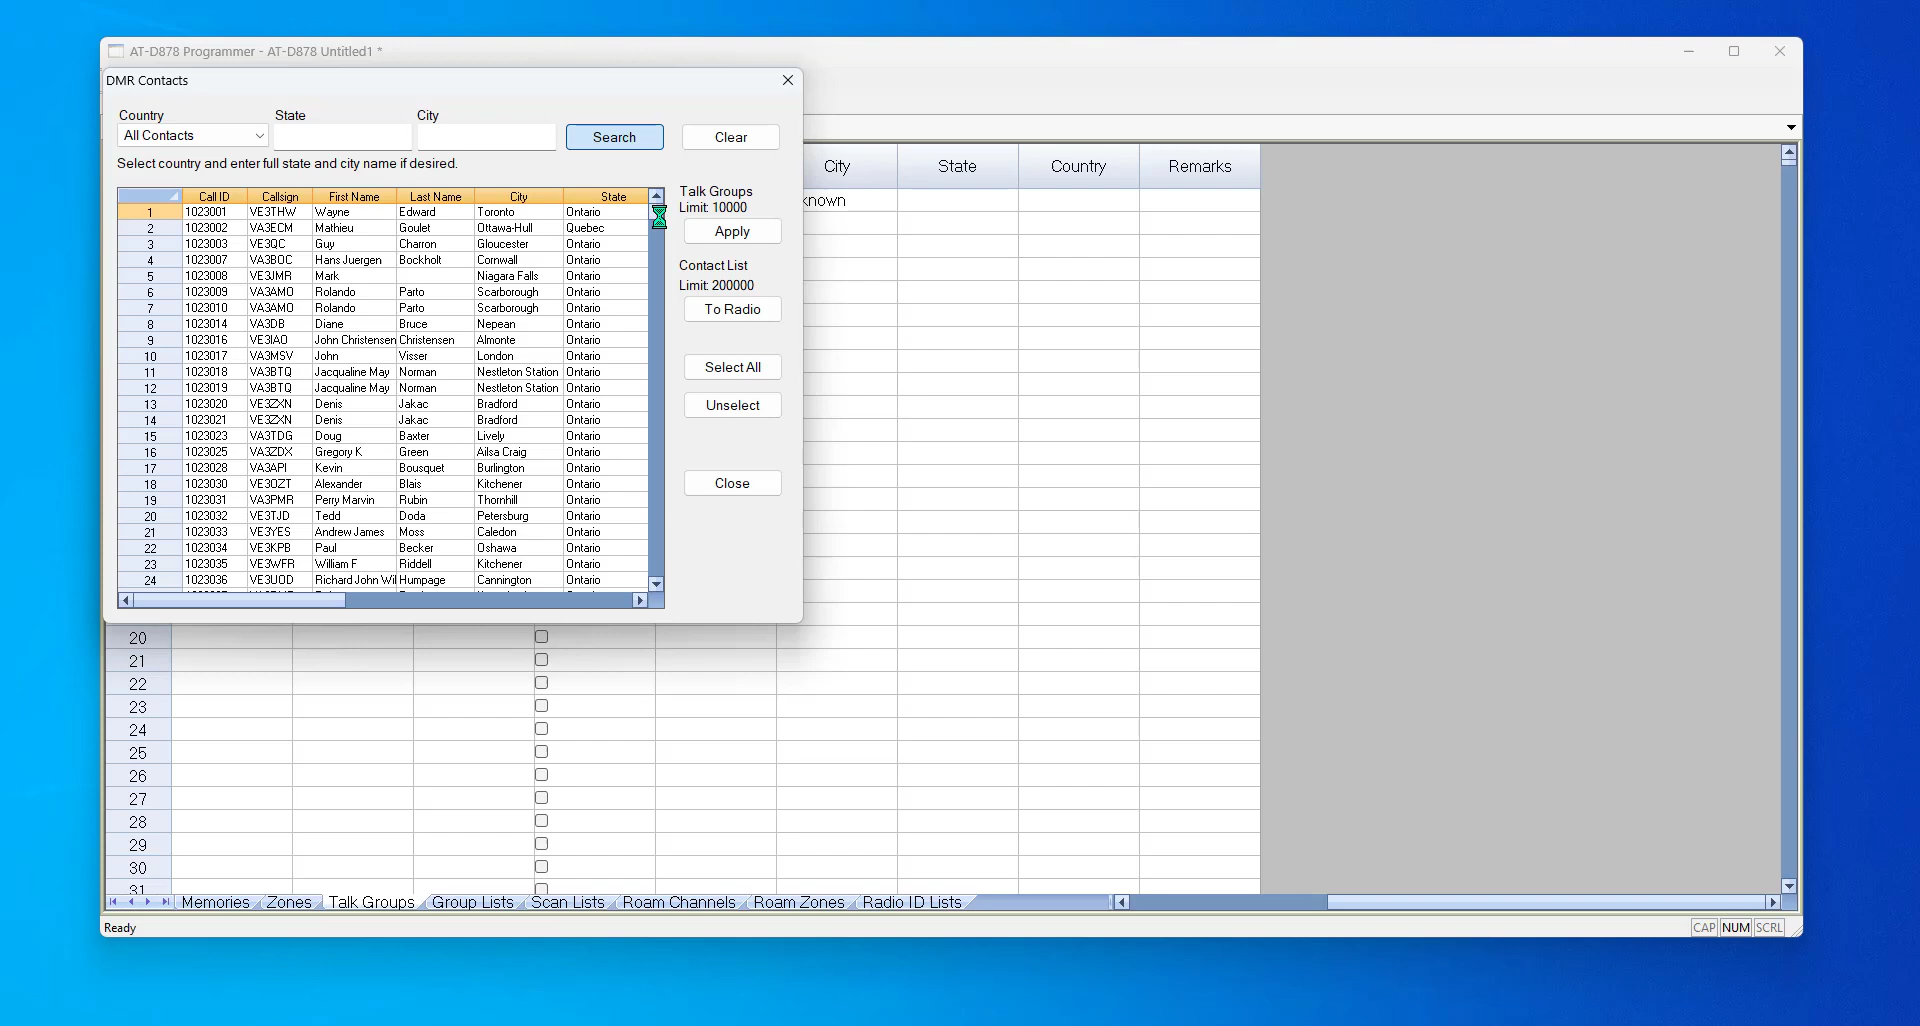 AT-D878 Programmer - AT-D878 Untitled1 *
DMR Contacts
Country State City
All Contacts Search Clear
Select country and enter full state and city name if desired.
City State Country Remarks
known
Call ID Callsign First Name Last Name City State
1 1023001 VE3THW Wayne Edward Toronto Ontario
2 1023002 VA3ECM Mathieu Goulet Ottawa-Hull Quebec
3 1023003 VE3QC Guy Charron Gloucester Ontario
4 1023007 VA3BOC Hans Juergen Bockholt Cornwall Ontario
5 1023008 VE3JMR Mark Niagara Falls Ontario
6 1023009 VA3AMO Rolando Parto Scarborough Ontario
7 1023010 VA3AMO Rolando Parto Scarborough Ontario
8 1023014 VA3DB Diane Bruce Nepean Ontario
9 1023016 VE3IAO John Christensen Christensen Almonte Ontario
10 1023017 VA3MSV John Visser London Ontario
11 1023018 VA3BTQ Jacqualine May Norman Nestleton Station Ontario
12 1023019 VA3BTQ Jacqualine May Norman Nestleton Station Ontario
13 1023020 VE3ZXN Denis Jakac Bradford Ontario
14 1023021 VE3ZXN Denis Jakac Bradford Ontario
15 1023023 VA3TDG Doug Baxter Lively Ontario
16 1023025 VA3ZDX Gregory K Green Ailsa Craig Ontario
17 1023028 VA3API Kevin Bousquet Burlington Ontario
18 1023030 VE3OZT Alexander Blais Kitchener Ontario
19 1023031 VA3PMR Perry Marvin Rubin Thornhill Ontario
20 1023032 VE3TJD Tedd Doda Petersburg Ontario
21 1023033 VE3YES Andrew James Moss Caledon Ontario
22 1023034 VE3KPB Paul Becker Oshawa Ontario
23 1023035 VE3WFR William F Riddell Kitchener Ontario
24 1023036 VE3UOD Richard John Wil Humpage Cannington Ontario
Talk Groups
Limit: 10000
Apply
Contact List
Limit: 200000
To Radio
Select All
Unselect
Close
20
21
22
23
24
25
26
27
28
29
30
31
Memories Zones Talk Groups Group Lists Scan Lists Roam Channels Roam Zones Radio ID Lists
Ready CAP NUM SCRL